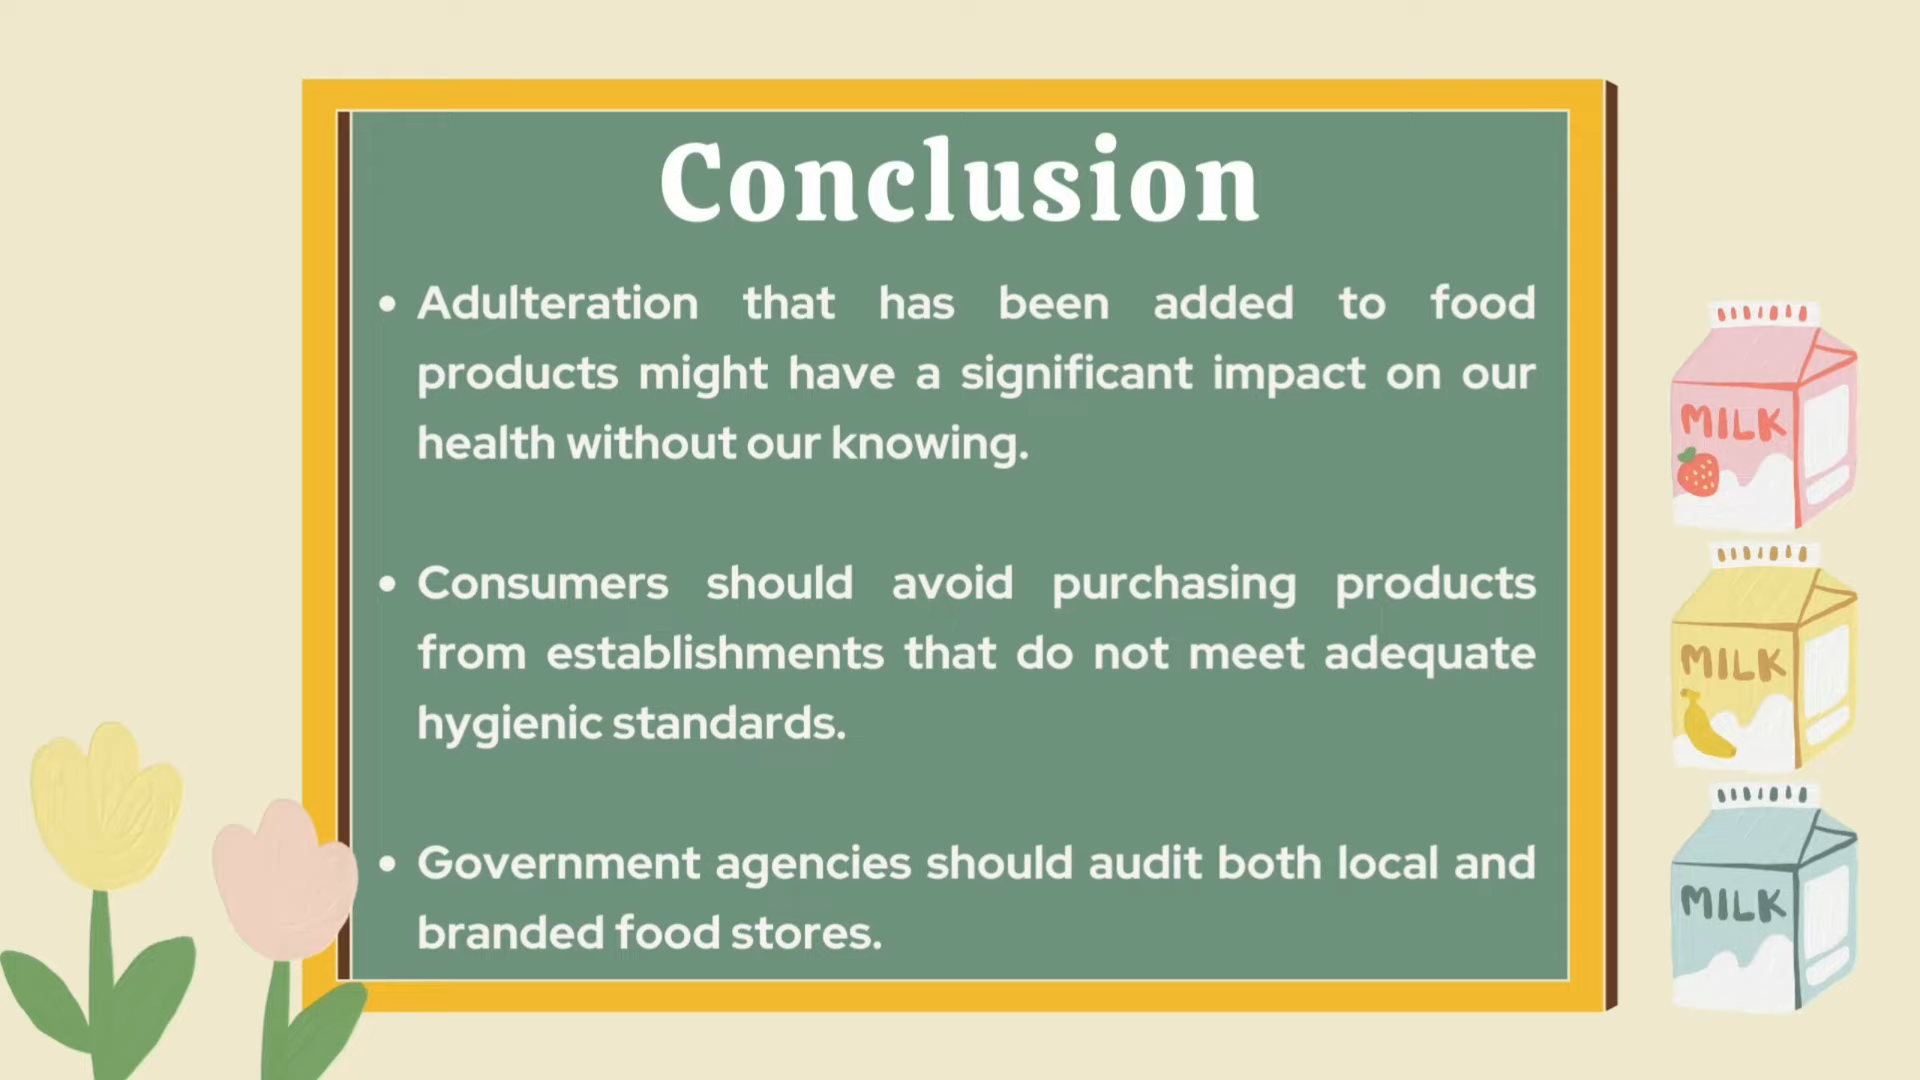 Conclusion
• Adulteration that has been added to food
products might have a significant impact on our
health without our knowing.
• Consumers should avoid purchasing products
from establishments that do not meet adequate
hygienic standards.
• Government agencies should audit both local and
branded food stores.
MILK
MILK
MILK